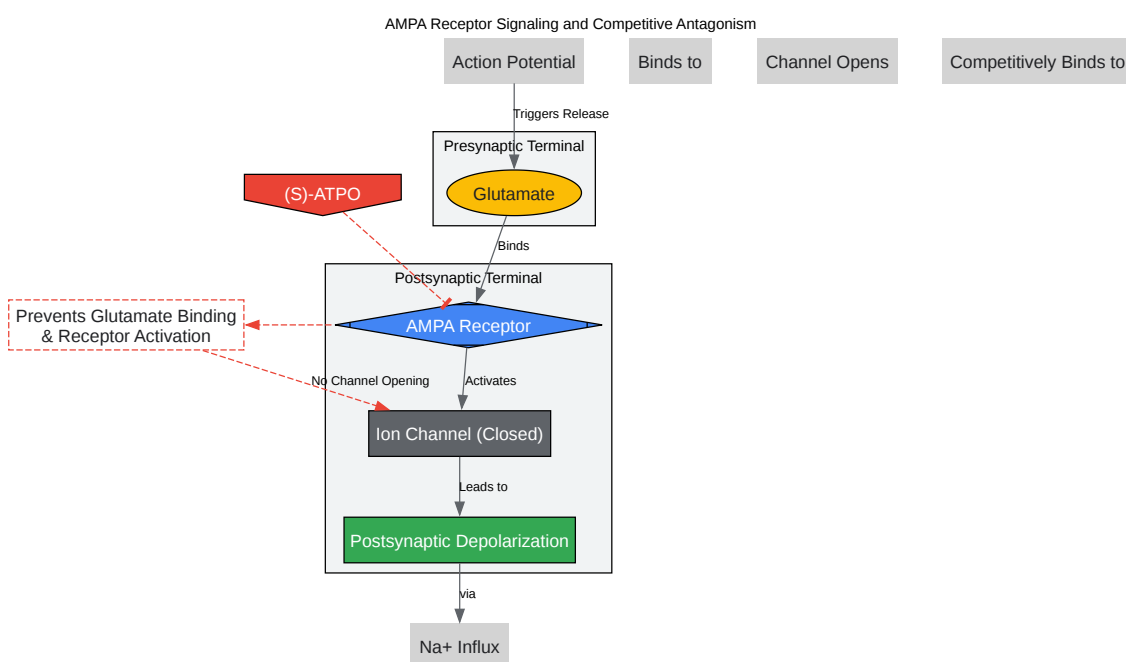 AMPA Receptor Signaling and Competitive Antagonism
Action Potential
Binds to
Channel Opens
Competitively Binds to
Triggers Release
Presynaptic Terminal
(S)-ATPO
Glutamate
Binds
Postsynaptic Terminal
Prevents Glutamate Binding
& Receptor Activation
AMPA Receptor
No Channel Opening
Activates
Ion Channel (Closed)
Leads to
Postsynaptic Depolarization
via
Na+ Influx